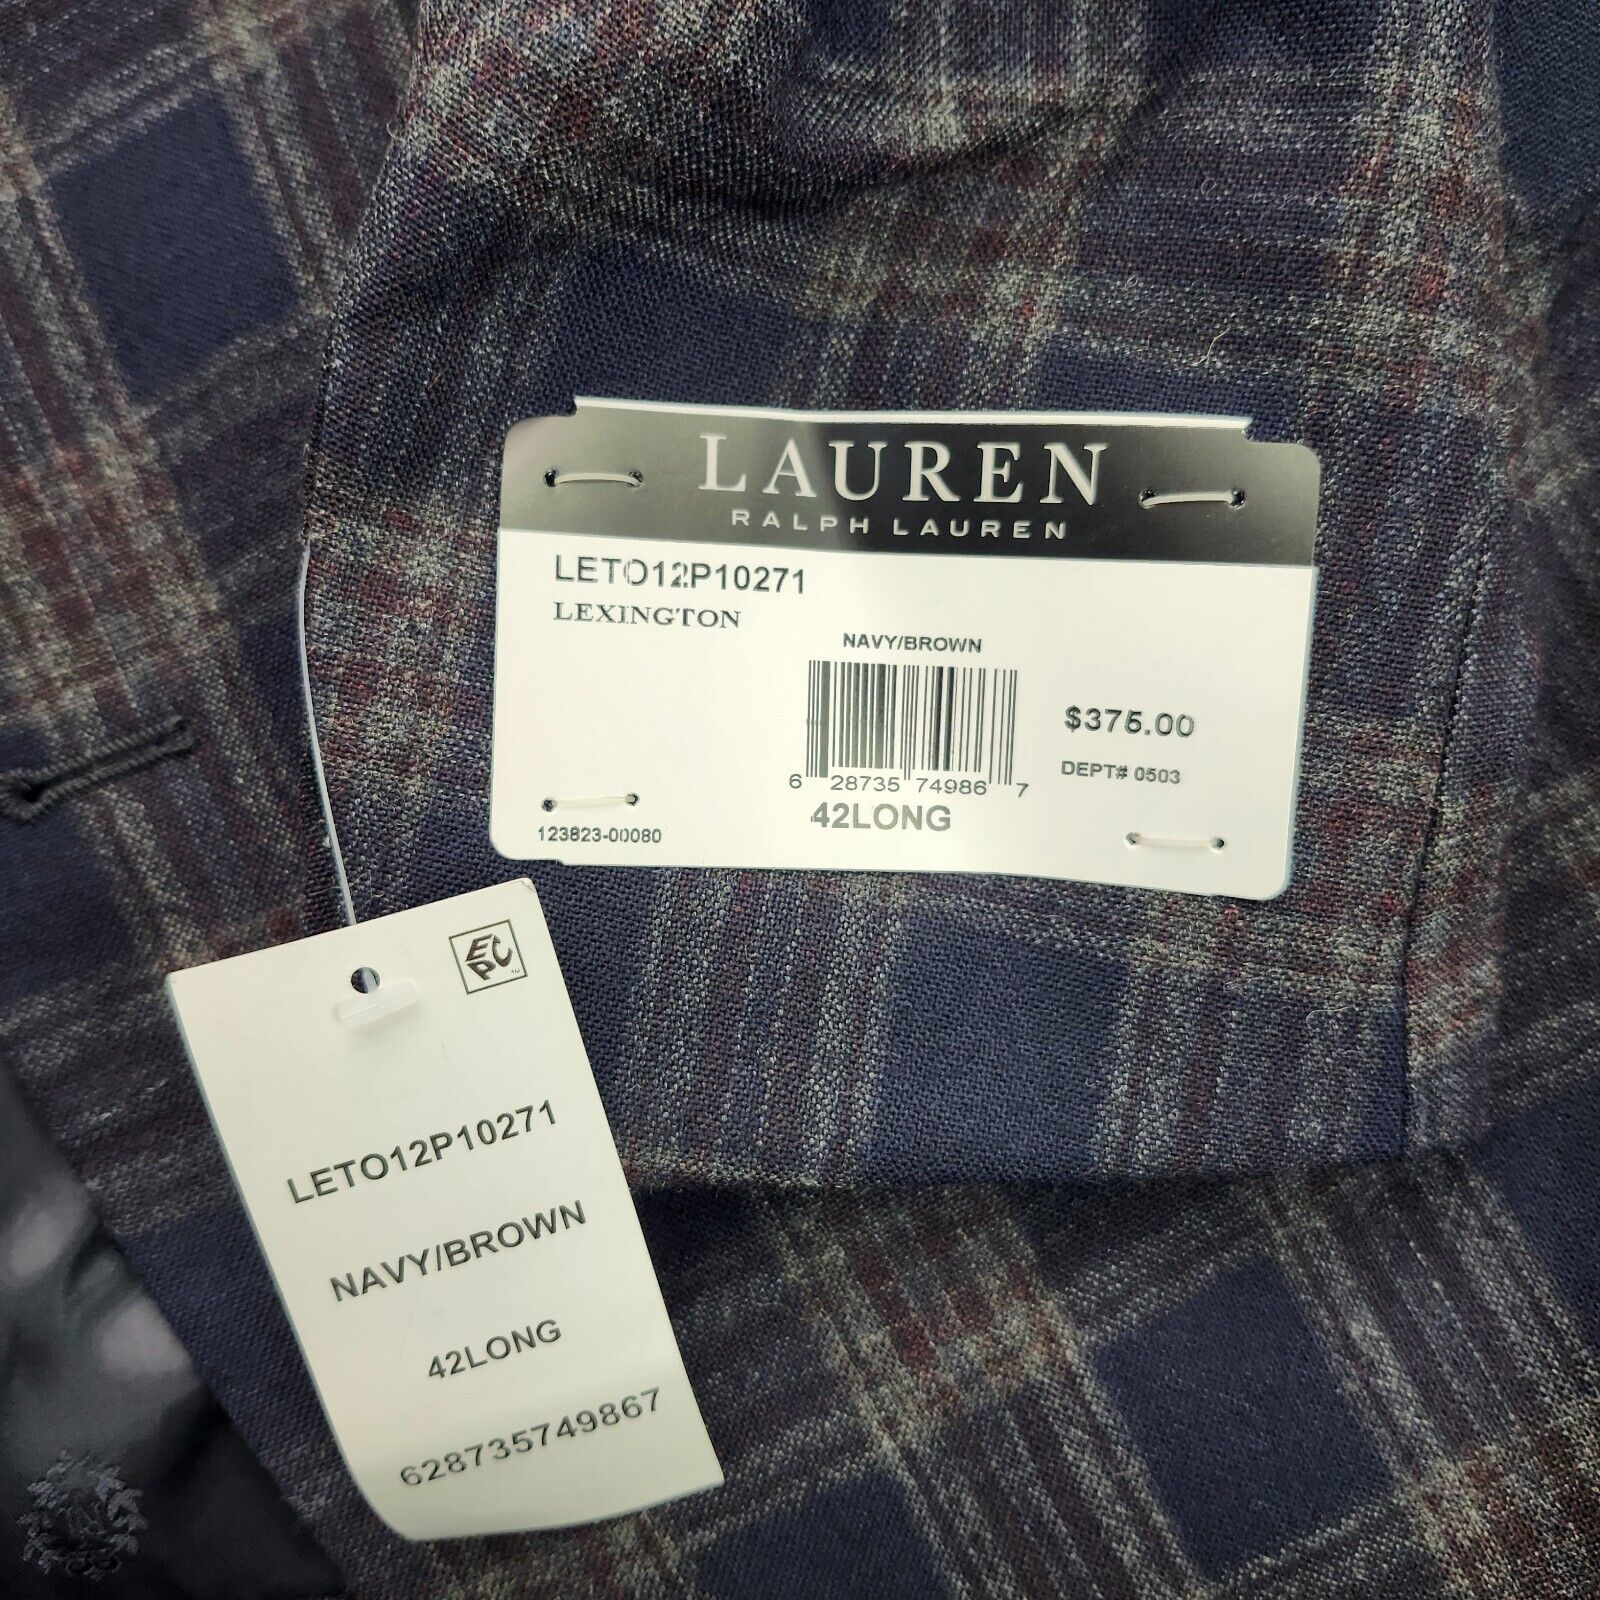 LAUREN
RALPH LAUREN
LETO12P10271
LEXINGTON
NAVY/BROWN
$375.00
DEPT# 0503
6 28735 74986 7
42LONG
123823-00080
EPC
LETO12P10271
NAVY/BROWN
42LONG
628735749867